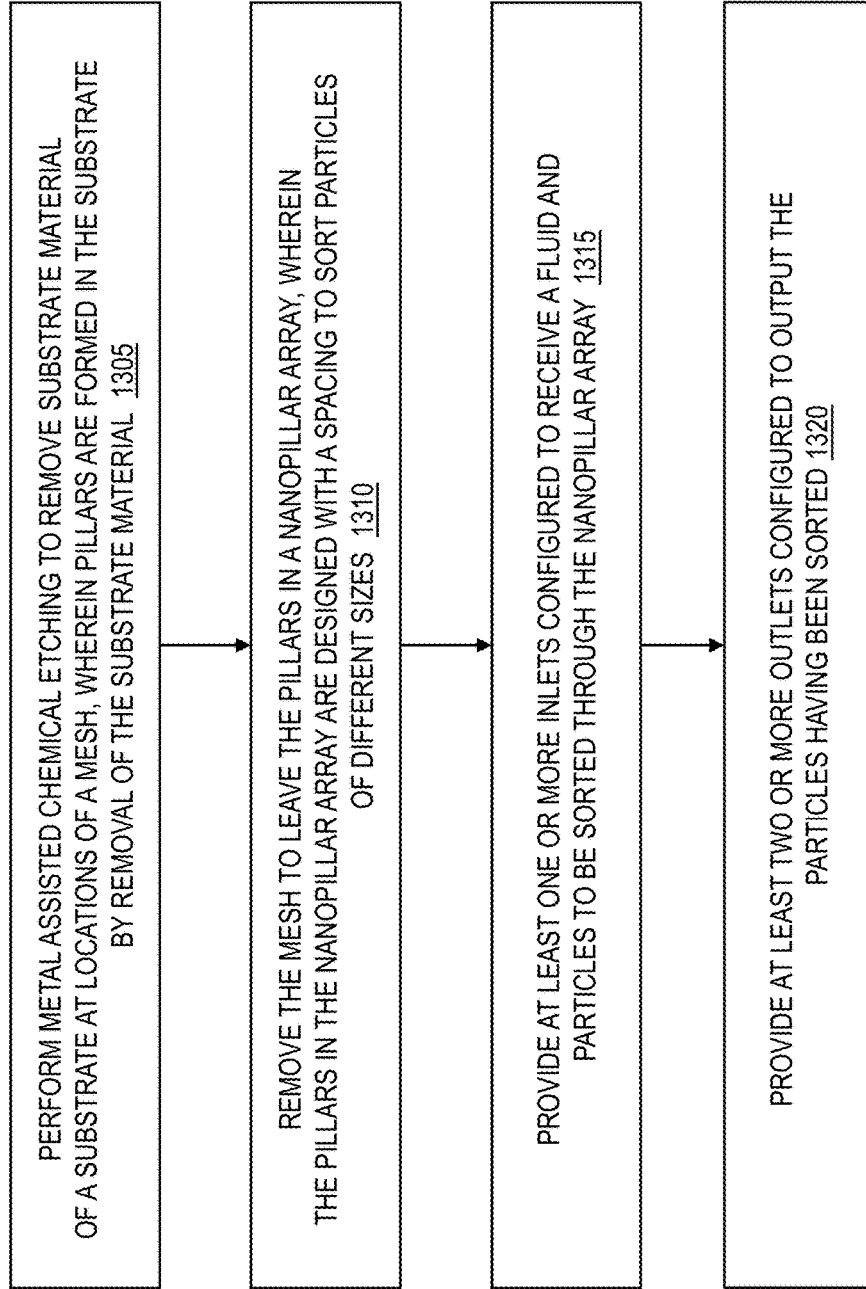 PERFORM METAL ASSISTED CHEMICAL ETCHING TO REMOVE SUBSTRATE MATERIAL
OF A SUBSTRATE AT LOCATIONS OF A MESH, WHEREIN PILLARS ARE FORMED IN THE SUBSTRATE
BY REMOVAL OF THE SUBSTRATE MATERIAL 1305
REMOVE THE MESH TO LEAVE THE PILLARS IN A NANOPILLAR ARRAY, WHEREIN
THE PILLARS IN THE NANOPILLAR ARRAY ARE DESIGNED WITH A SPACING TO SORT PARTICLES
OF DIFFERENT SIZES 1310
PROVIDE AT LEAST ONE OR MORE INLETS CONFIGURED TO RECEIVE A FLUID AND
PARTICLES TO BE SORTED THROUGH THE NANOPILLAR ARRAY 1315
PROVIDE AT LEAST TWO OR MORE OUTLETS CONFIGURED TO OUTPUT THE
PARTICLES HAVING BEEN SORTED 1320